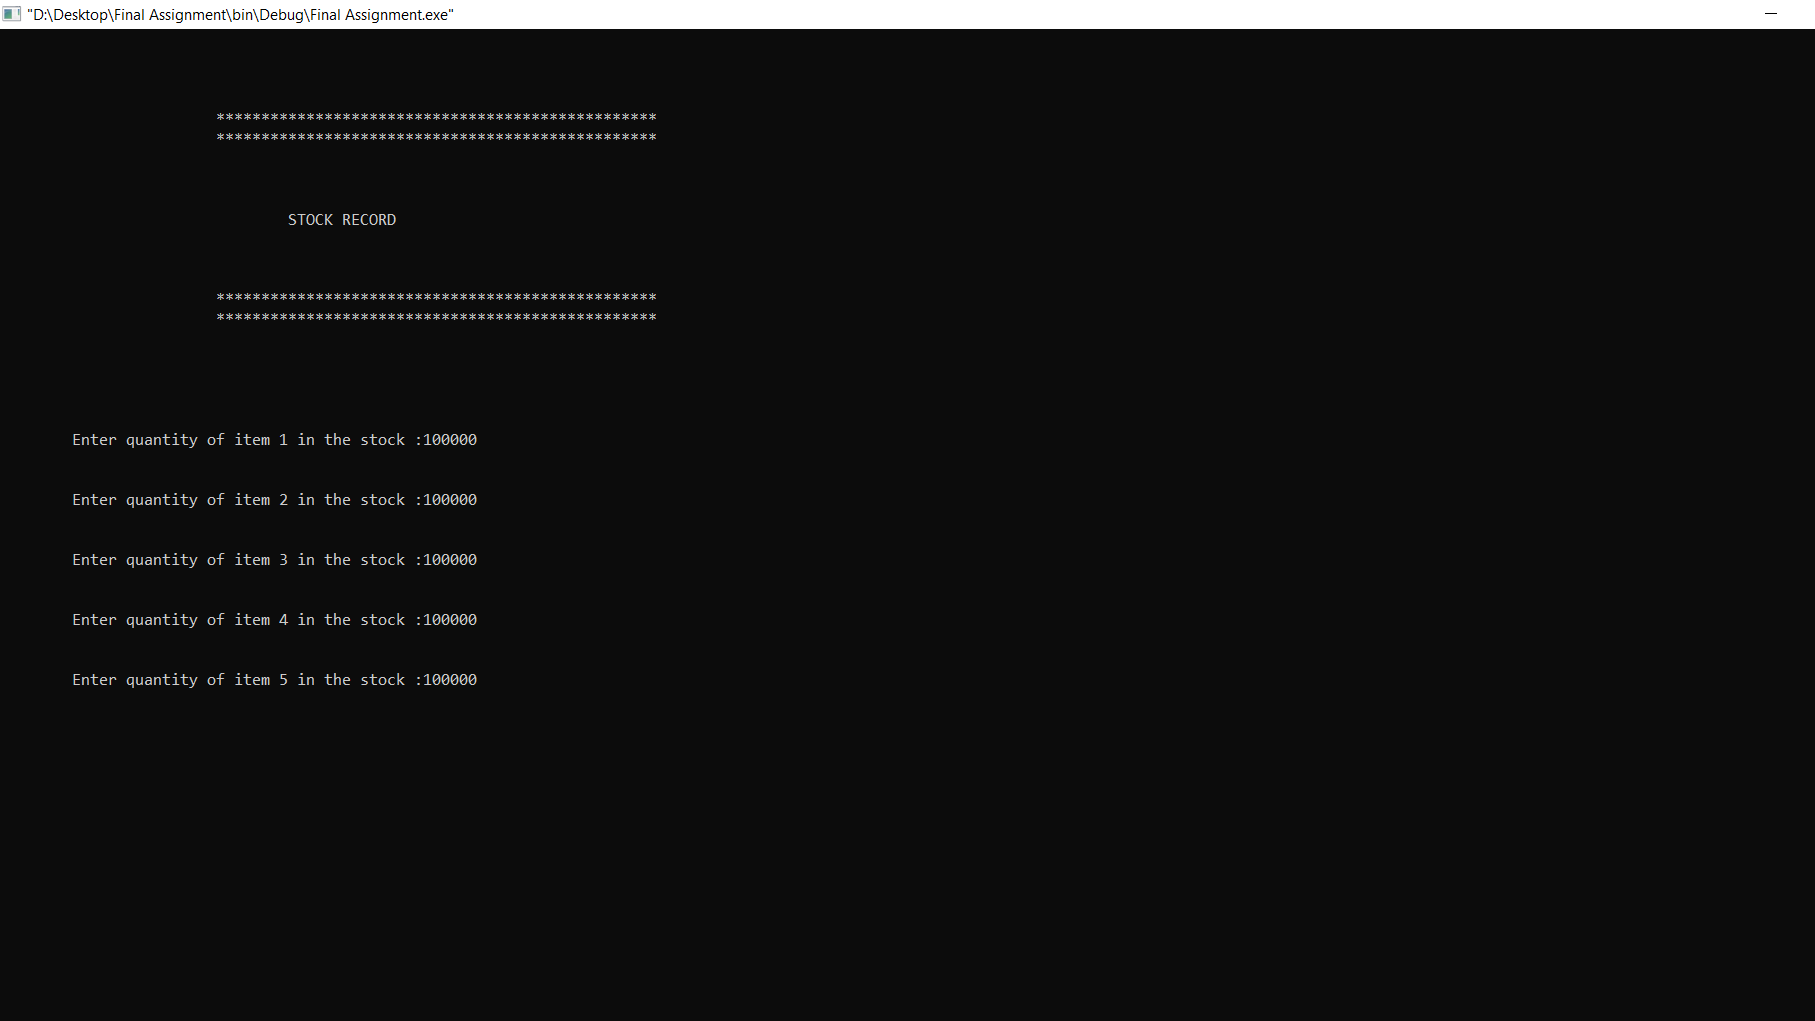 "D:\Desktop\Final Assignment\bin\Debug\Final Assignment.exe"
*************************************************
*************************************************
STOCK RECORD
*************************************************
*************************************************
Enter quantity of item 1 in the stock :100000
Enter quantity of item 2 in the stock :100000
Enter quantity of item 3 in the stock :100000
Enter quantity of item 4 in the stock :100000
Enter quantity of item 5 in the stock :100000